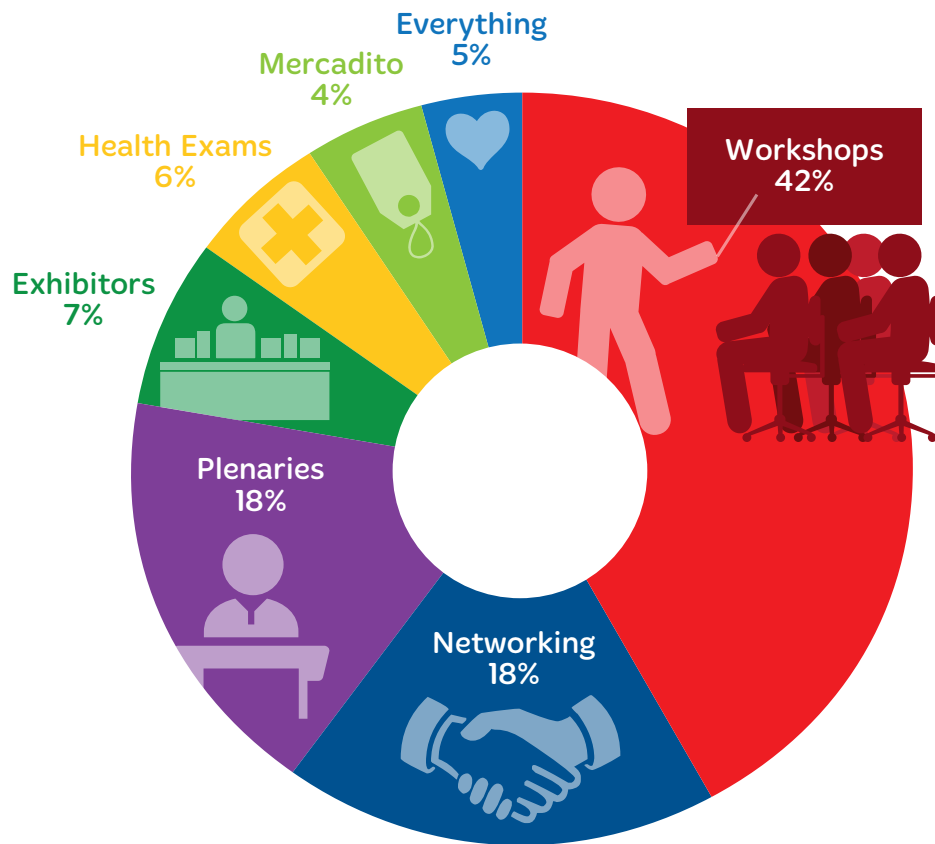 Everything
5%
Mercadito
4%
Health Exams
6%
Exhibitors
7%
Workshops
42%
Plenaries
18%
Networking
18%